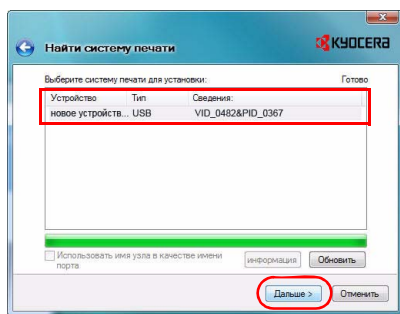 Найти систему печати
KYOCERA
Выберите систему печати для установки:
Готово
Устройство Тип Сведения:
новое устройств... USB VID_0482&PID_0367
Использовать имя узла в качестве имени
порта
информация
Обновить
Дальше >
Отменить